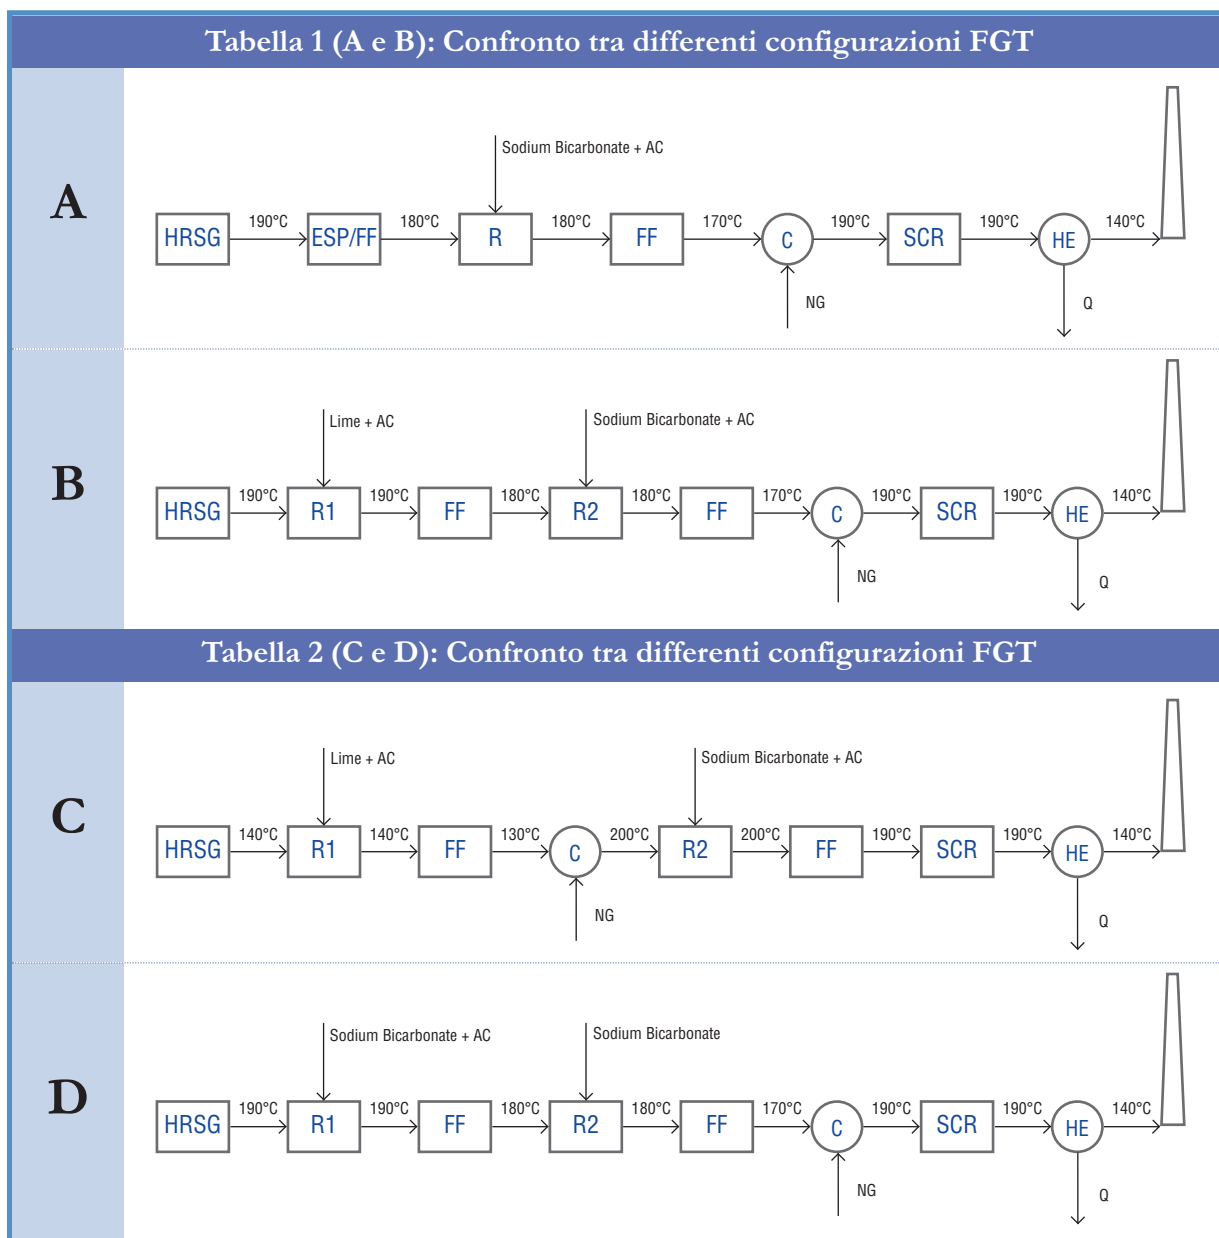 Tabella 1 (A e B): Confronto tra differenti configurazioni FGT
A
Sodium Bicarbonate + AC
HRSG 190°C ESP/FF 180°C R 180°C FF 170°C C 190°C SCR 190°C HE 140°C
NG Q
B
Lime + AC Sodium Bicarbonate + AC
HRSG 190°C R1 190°C FF 180°C R2 180°C FF 170°C C 190°C SCR 190°C HE 140°C
NG Q
Tabella 2 (C e D): Confronto tra differenti configurazioni FGT
C
Lime + AC Sodium Bicarbonate + AC
HRSG 140°C R1 140°C FF 130°C C 200°C R2 200°C FF 190°C SCR 190°C HE 140°C
NG Q
D
Sodium Bicarbonate + AC Sodium Bicarbonate
HRSG 190°C R1 190°C FF 180°C R2 180°C FF 170°C C 190°C SCR 190°C HE 140°C
NG Q